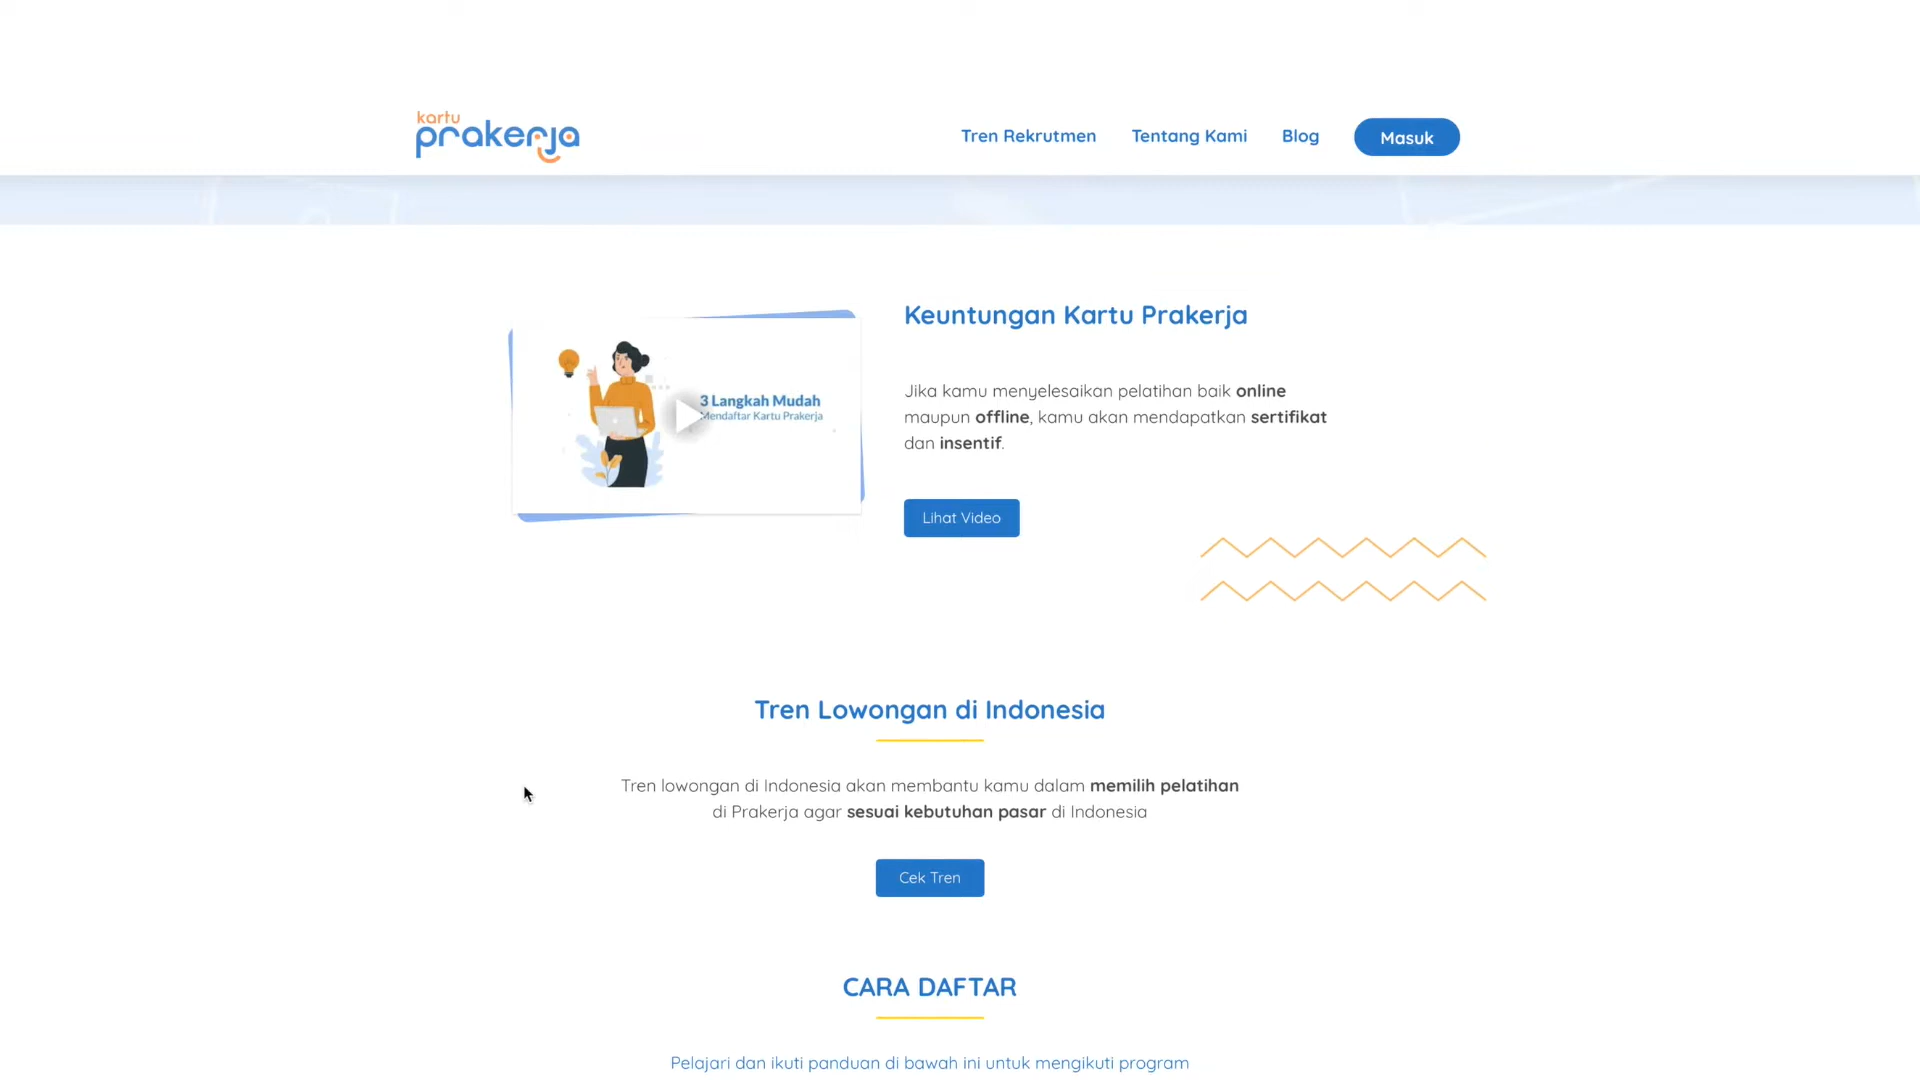 kartu
prakerja
Tren Rekrutmen
Tentang Kami
Blog
Masuk
3 Langkah Mudah
Mendaftar Kartu Prakerja
Keuntungan Kartu Prakerja
Jika kamu menyelesaikan pelatihan baik online
maupun offline, kamu akan mendapatkan sertifikat
dan insentif.
Lihat Video
Tren Lowongan di Indonesia
Tren lowongan di Indonesia akan membantu kamu dalam memilih pelatihan
di Prakerja agar sesuai kebutuhan pasar di Indonesia
Cek Tren
CARA DAFTAR
Pelajari dan ikuti panduan di bawah ini untuk mengikuti program